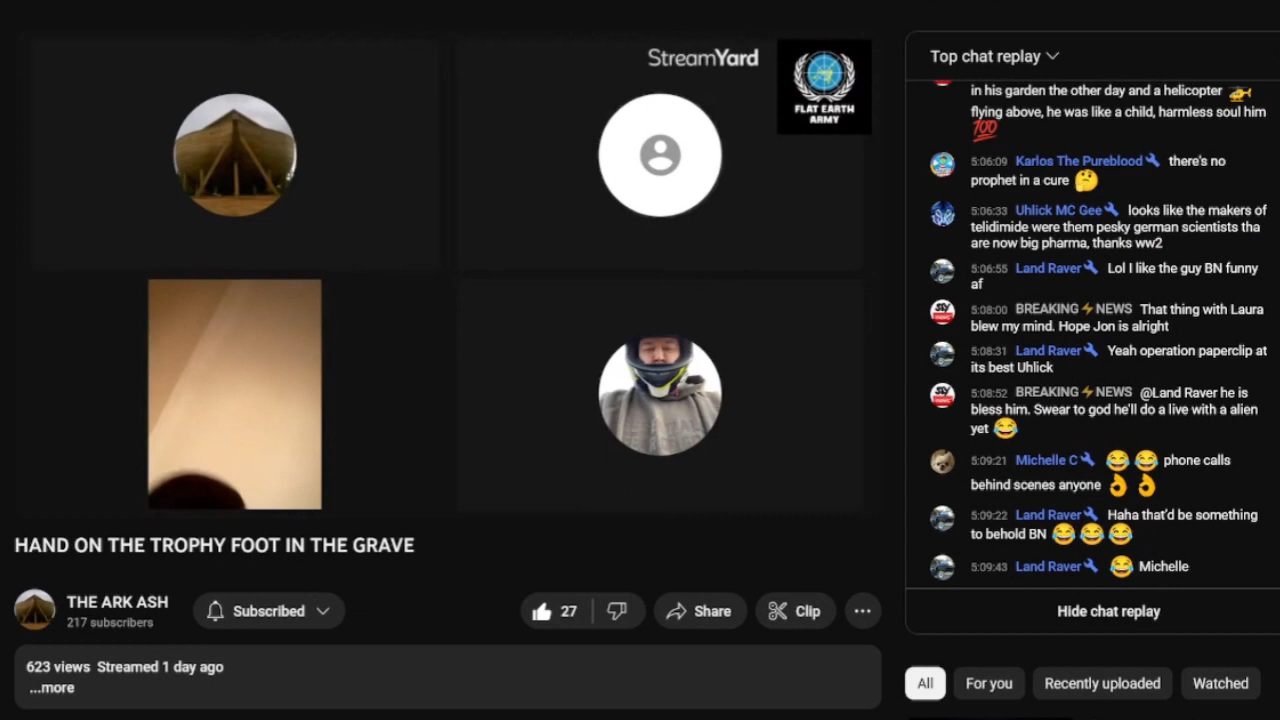 StreamYard
FLAT EARTH
ARMY
HAND ON THE TROPHY FOOT IN THE GRAVE
THE ARK ASH
217 subscribers
Subscribed
27
Share
Clip
623 views Streamed 1 day ago
...more
Top chat replay
in his garden the other day and a helicopter 🚁
flying above, he was like a child, harmless soul him
💯
5:06:09 Karlos The Pureblood there's no
prophet in a cure 🤔
5:06:33 Uhlick MC Gee looks like the makers of
telidimide were them pesky german scientists tha
are now big pharma, thanks ww2
5:06:55 Land Raver Lol I like the guy BN funny
af
5:08:00 BREAKING⚡NEWS That thing with Laura
blew my mind. Hope Jon is alright
5:08:31 Land Raver Yeah operation paperclip at
its best Uhlick
5:08:52 BREAKING⚡NEWS @Land Raver he is
bless him. Swear to god he'll do a live with a alien
yet 😂
5:09:21 Michelle C 😂 😂 phone calls
behind scenes anyone 👌 👌
5:09:22 Land Raver Haha that'd be something
to behold BN 😂 😂 😂
5:09:43 Land Raver 😂 Michelle
Hide chat replay
All
For you
Recently uploaded
Watched